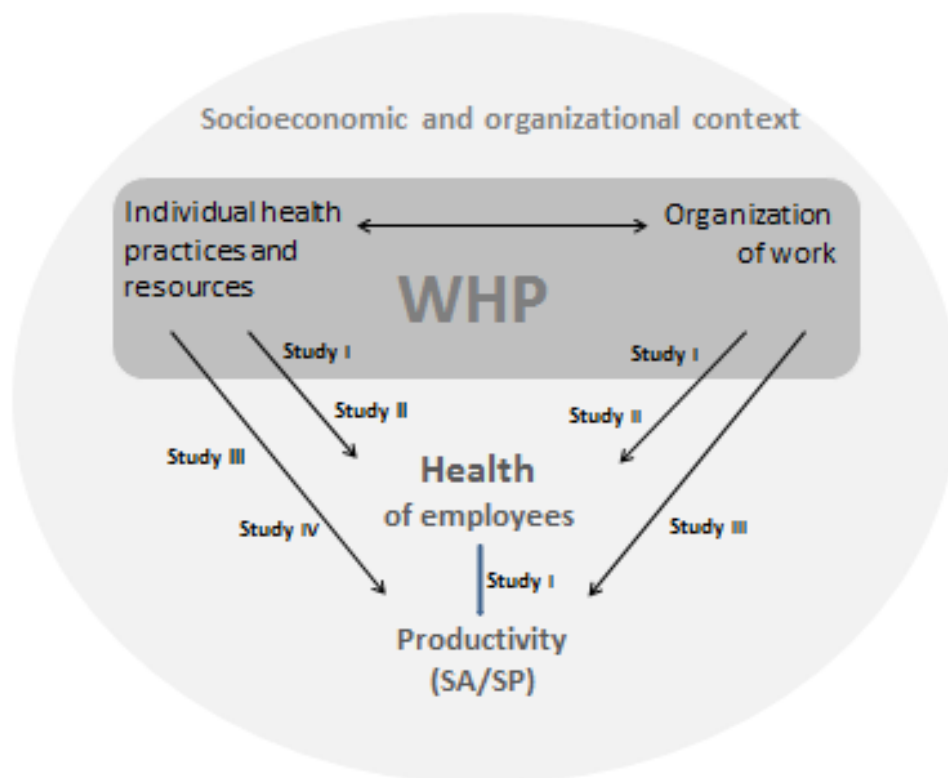 Socioeconomic and organizational context
Individual health
practices and
resources
Organization
of work
WHP
Study I
Study I
Study II
Study II
Study III
Health
of employees
Study IV
Study III
Study I
Productivity
(SA/SP)